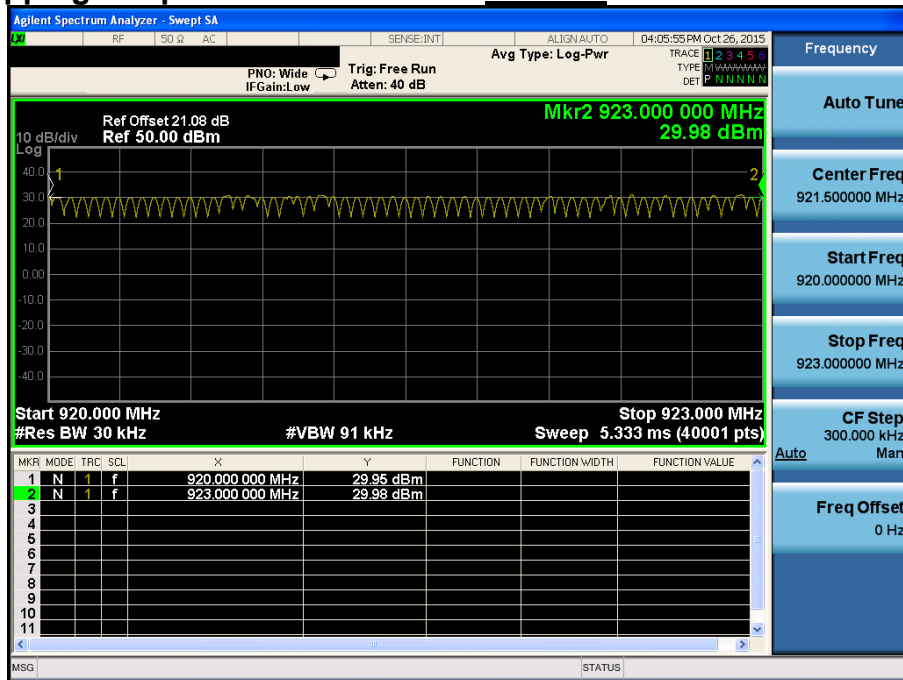 Agilent Spectrum Analyzer - Swept SA
LXI RF 50 Ω AC SENSE:INT ALIGN AUTO 04:05:55 PM Oct 26, 2015
Avg Type: Log-Pwr
TRACE 1 2 3 4 5 6
PNO: Wide Trig: Free Run
TYPE MWWWWW
IFGain:Low Atten: 40 dB
DET P N N N N N
Mkr2 923.000 000 MHz
29.98 dBm
Ref Offset 21.08 dB
10 dB/div Ref 50.00 dBm
Log
40.0
30.0
20.0
10.0
0.00
-10.0
-20.0
-30.0
-40.0
1
2
Start 920.000 MHz Stop 923.000 MHz
#Res BW 30 kHz #VBW 91 kHz Sweep 5.333 ms (40001 pts)
MKR MODE TRC SCL X Y FUNCTION FUNCTION WIDTH FUNCTION VALUE
1 N 1 f 920.000 000 MHz 29.95 dBm
2 N 1 f 923.000 000 MHz 29.98 dBm
3
4
5
6
7
8
9
10
11
MSG STATUS
Frequency
Auto Tune
Center Freq
921.500000 MHz
Start Freq
920.000000 MHz
Stop Freq
923.000000 MHz
CF Step
300.000 kHz
Auto Man
Freq Offset
0 Hz